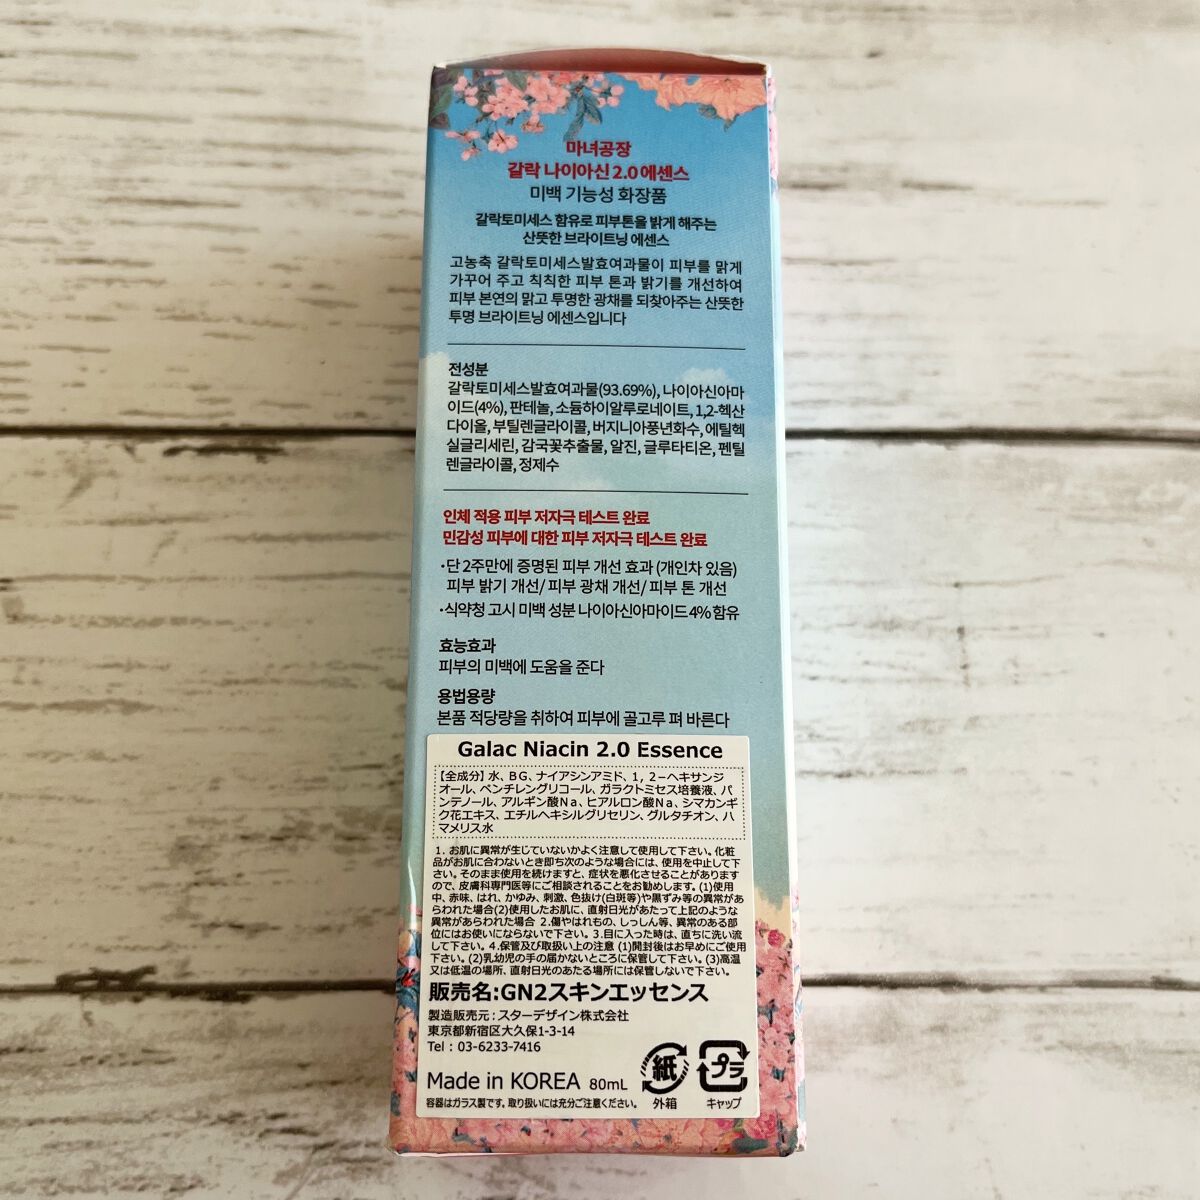 마녀공장
갈락 나이아신 2.0 에센스
미백 기능성 화장품
갈락토미세스 함유로 피부톤을 밝게 해주는
산뜻한 브라이트닝 에센스
고농축 갈락토미세스발효여과물이 피부를 맑게
가꾸어 주고 칙칙한 피부 톤과 밝기를 개선하여
피부 본연의 맑고 투명한 광채를 되찾아주는 산뜻한
투명 브라이트닝 에센스입니다
전성분
갈락토미세스발효여과물(93.69%), 나이아신아마
이드(4%), 판테놀, 소듐하이알루로네이트, 1,2-헥산
다이올, 부틸렌글라이콜, 버지니아풍년화수, 에틸헥
실글리세린, 감국꽃추출물, 알진, 글루타티온, 펜틸
렌글라이콜, 정제수
인체 적용 피부 저자극 테스트 완료
민감성 피부에 대한 피부 저자극 테스트 완료
·단 2주만에 증명된 피부 개선 효과 (개인차 있음)
피부 밝기 개선/ 피부 광채 개선/ 피부 톤 개선
·식약청 고시 미백 성분 나이아신아마이드 4% 함유
효능효과
피부의 미백에 도움을 준다
용법용량
본품 적당량을 취하여 피부에 골고루 펴 바른다
Galac Niacin 2.0 Essence
【全成分】水、BG、ナイアシンアミド、1,2-ヘキサンジ
オール、ペンチレングリコール、ガラクトミセス培養液、パ
ンテノール、アルギン酸Na、ヒアルロン酸Na、シマカンギ
ク花エキス、エチルヘキシルグリセリン、グルタチオン、ハ
マメリス水
1. お肌に異常が生じていないかよく注意して使用して下さい。化粧
品がお肌に合わないとき即ち次のような場合には、使用を中止して下
さい。そのまま使用を続けますと、症状を悪化させることがあります
ので、皮膚科専門医等にご相談されることをお勧めします。(1)使用
中、赤味、はれ、かゆみ、刺激、色抜け(白斑等)や黒ずみ等の異常があ
らわれた場合(2)使用したお肌に、直射日光があたって上記のような
異常があらわれた場合 2.傷やはれもの、しっしん等、異常のある部
位にはお使いにならないで下さい。3.目に入った時は、直ちに洗い流
して下さい。4.保管及び取扱い上の注意 (1)開封後はお早めにご使用
下さい。(2)乳幼児の手の届かないところに保管して下さい。(3)高温
又は低温の場所、直射日光のあたる場所には保管しないで下さい。
販売名:GN2スキンエッセンス
製造販売元:スターデザイン株式会社
東京都新宿区大久保1-3-14
Tel : 03-6233-7416
Made in KOREA 80mL
容器はガラス製です。取り扱いには充分ご注意ください。
紙
外箱
プラ
キャップ